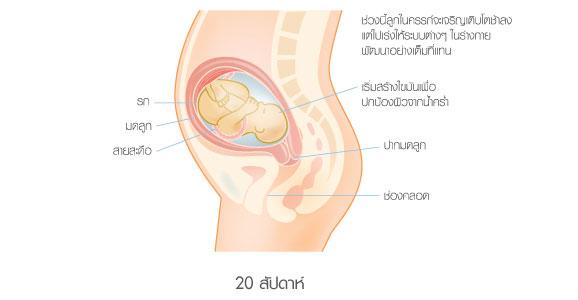 ช่วงนี้ลูกในครรภ์จะเจริญเติบโตช้าลง
แต่ไปเร่งให้ระบบต่างๆ ในร่างกาย
พัฒนาอย่างเต็มที่แทน
เริ่มสร้างไขมันเพื่อ
ปกป้องผิวจากน้ำคร่ำ
รก
มดลูก
สายสะดือ
ปากมดลูก
ช่องคลอด
20 สัปดาห์